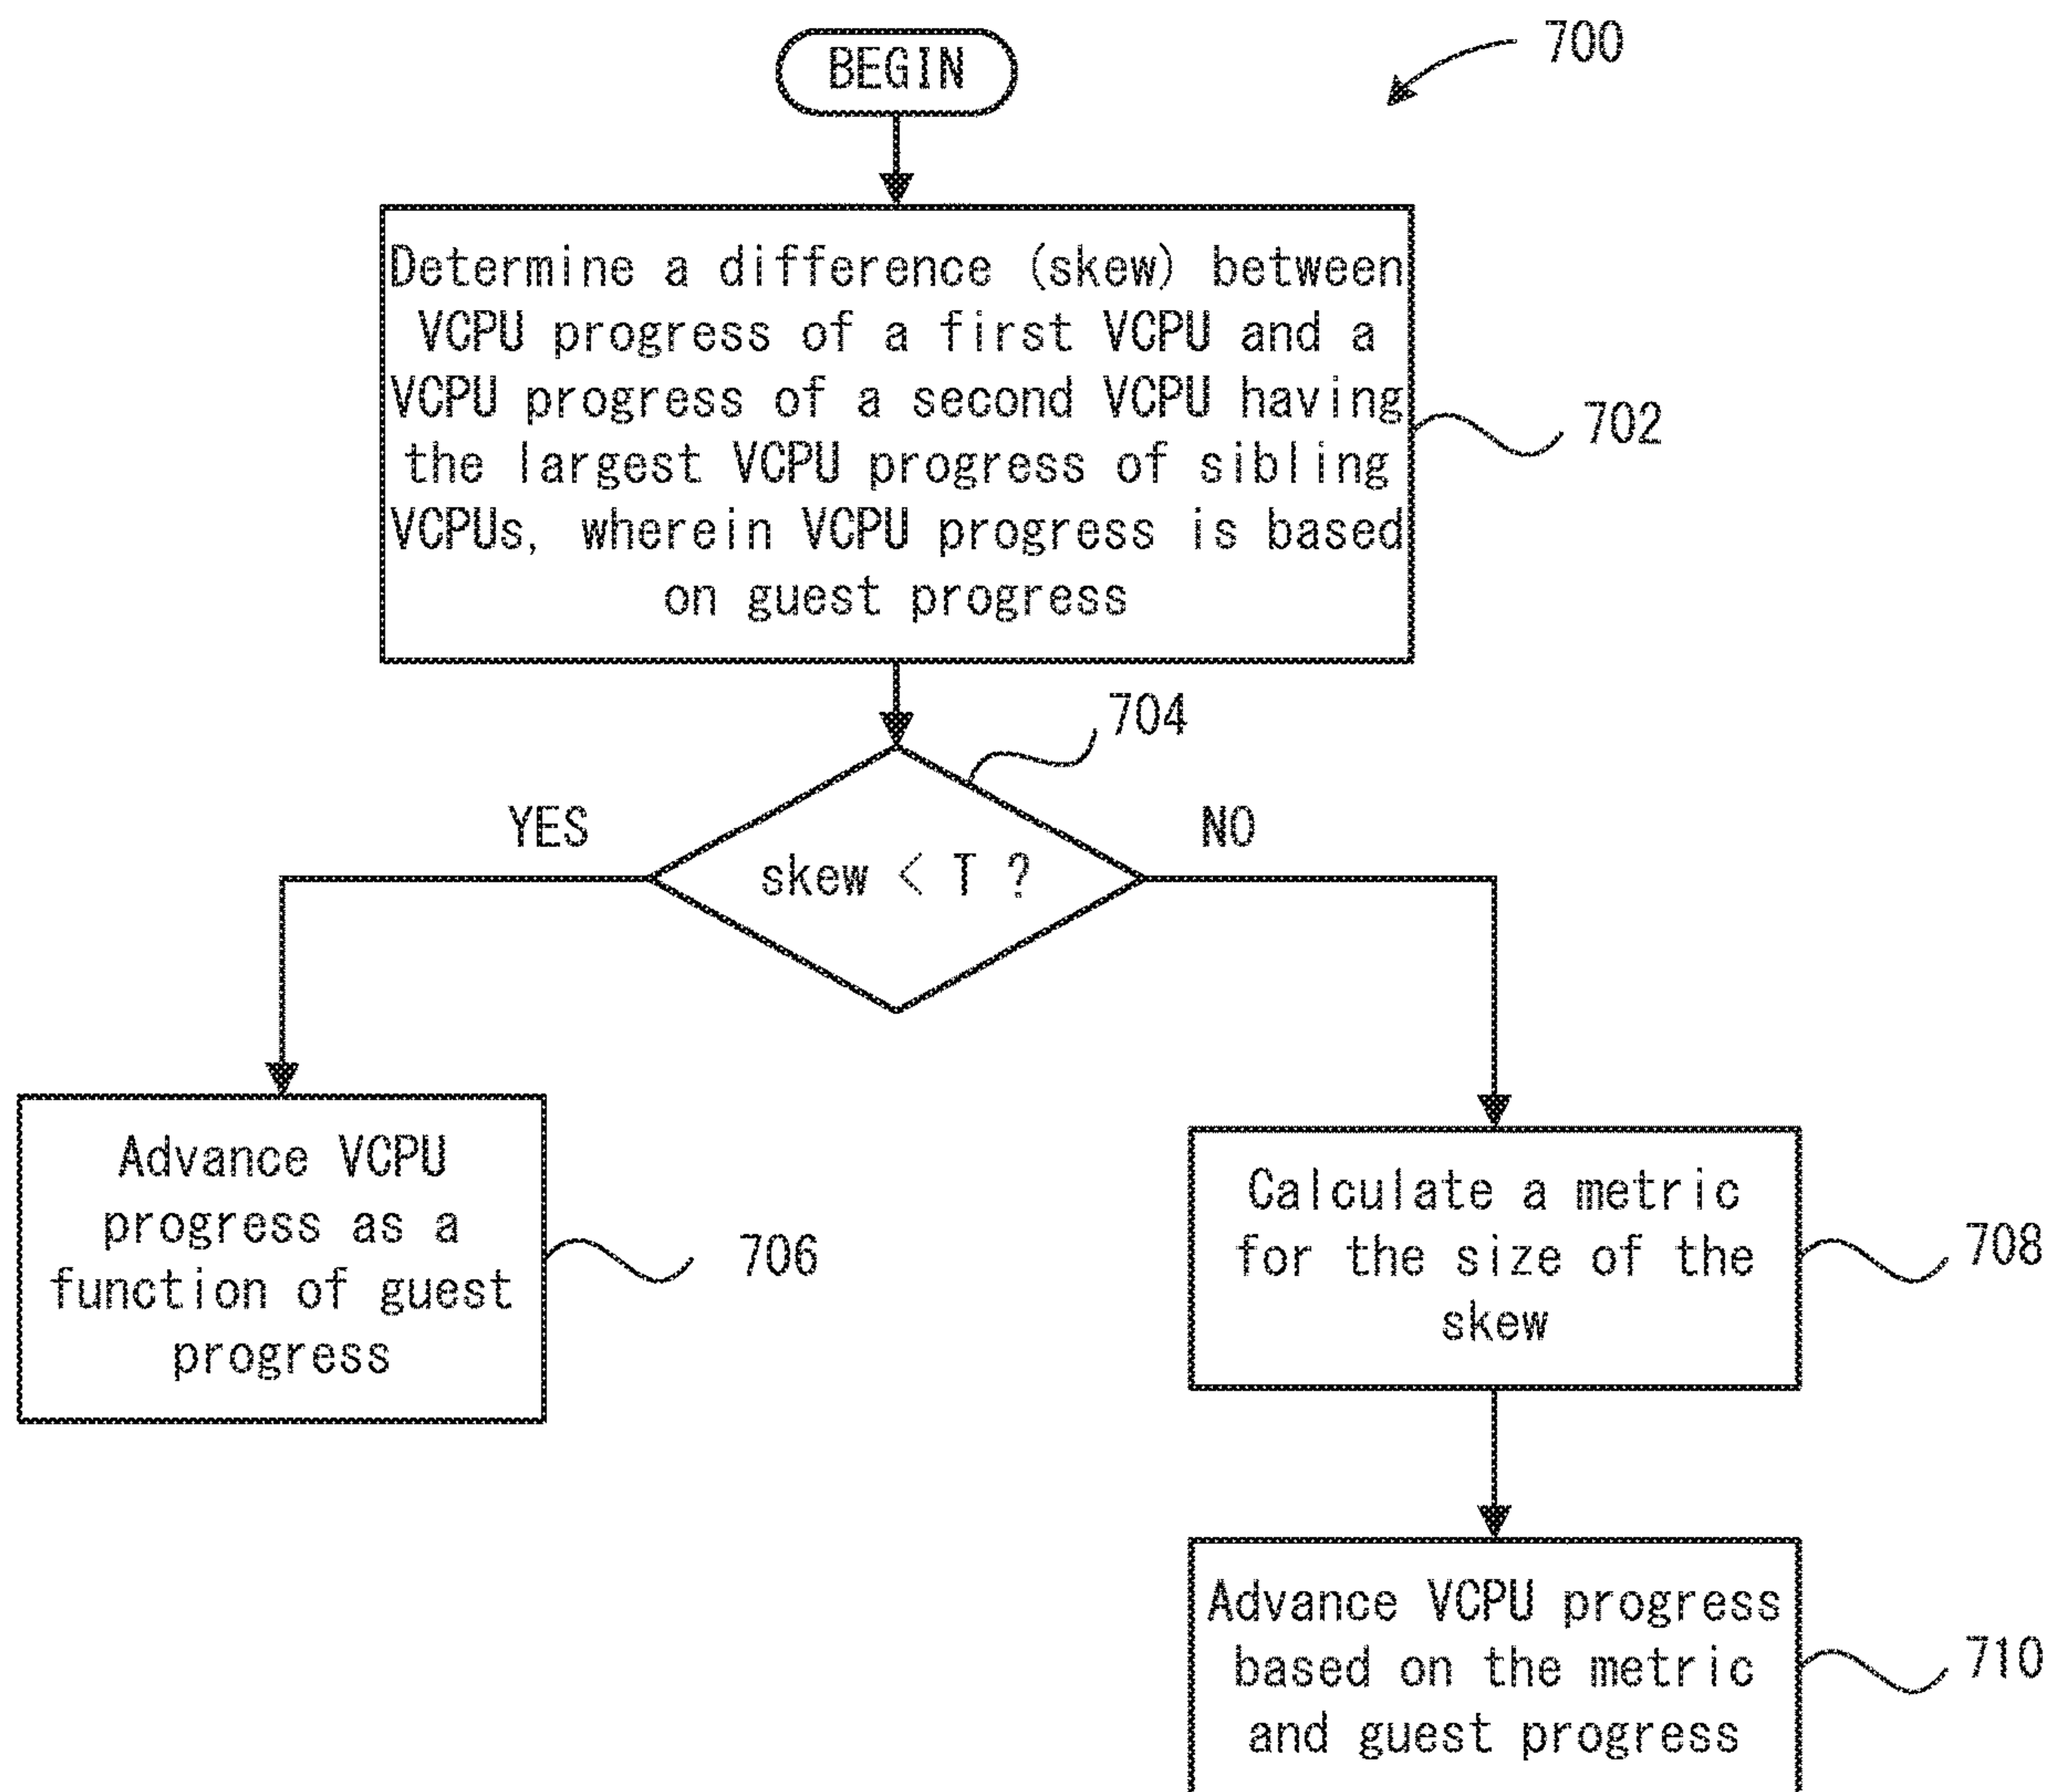 BEGIN
700
Determine a difference (skew) between
VCPU progress of a first VCPU and a
VCPU progress of a second VCPU having
the largest VCPU progress of sibling
VCPUs, wherein VCPU progress is based
on guest progress
702
704
YES
NO
skew < T ?
Advance VCPU
progress as a
function of guest
progress
706
Calculate a metric
for the size of the
skew
708
Advance VCPU progress
based on the metric
and guest progress
710